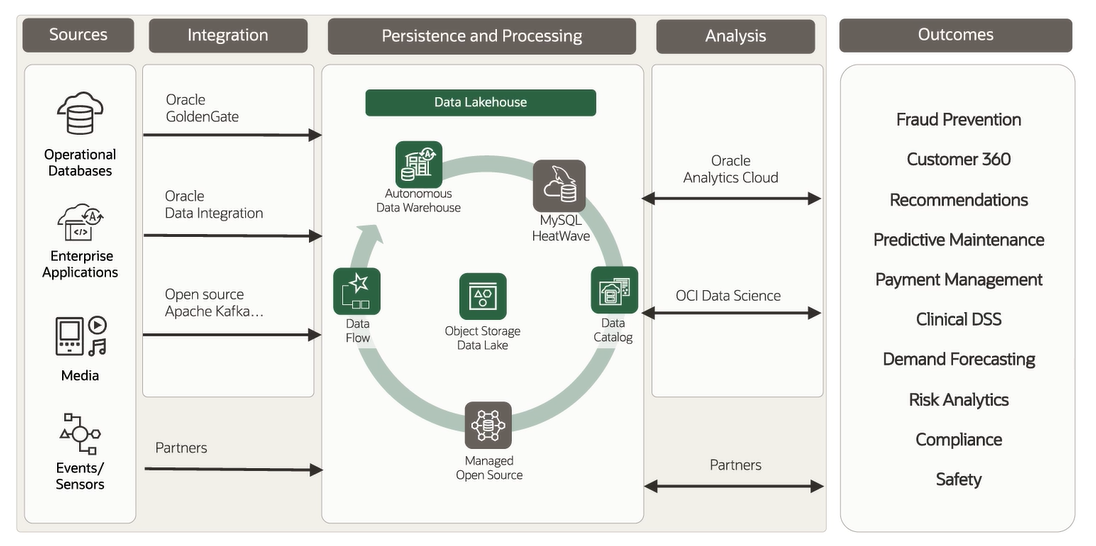 Sources
Integration
Persistence and Processing
Analysis
Outcomes
Operational
Databases
Enterprise
Applications
Media
Events/
Sensors
Oracle
GoldenGate
Oracle
Data Integration
Open source
Apache Kafka...
Partners
Data Lakehouse
Autonomous
Data Warehouse
MySQL
HeatWave
Data
Flow
Object Storage
Data Lake
Data
Catalog
Managed
Open Source
Oracle
Analytics Cloud
OCI Data Science
Partners
Fraud Prevention
Customer 360
Recommendations
Predictive Maintenance
Payment Management
Clinical DSS
Demand Forecasting
Risk Analytics
Compliance
Safety